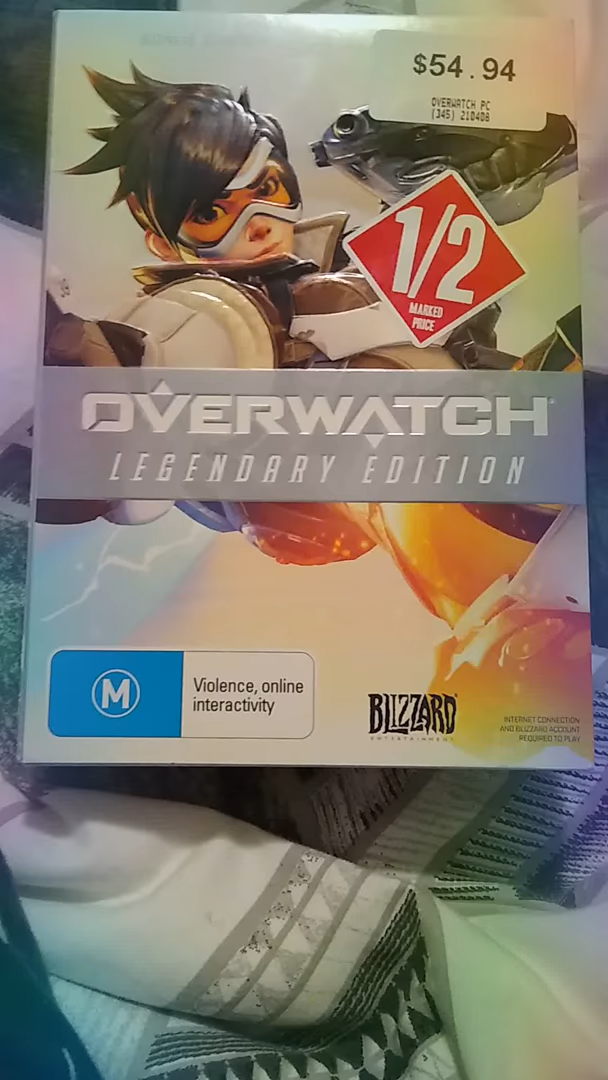 $54.94
OVERWATCH PC
(345) 210408
1/2
MARKED
PRICE
OVERWATCH
LEGENDARY EDITION
M
Violence, online
interactivity
BLIZZARD
ENTERTAINMENT
INTERNET CONNECTION
AND BLIZZARD ACCOUNT
REQUIRED TO PLAY